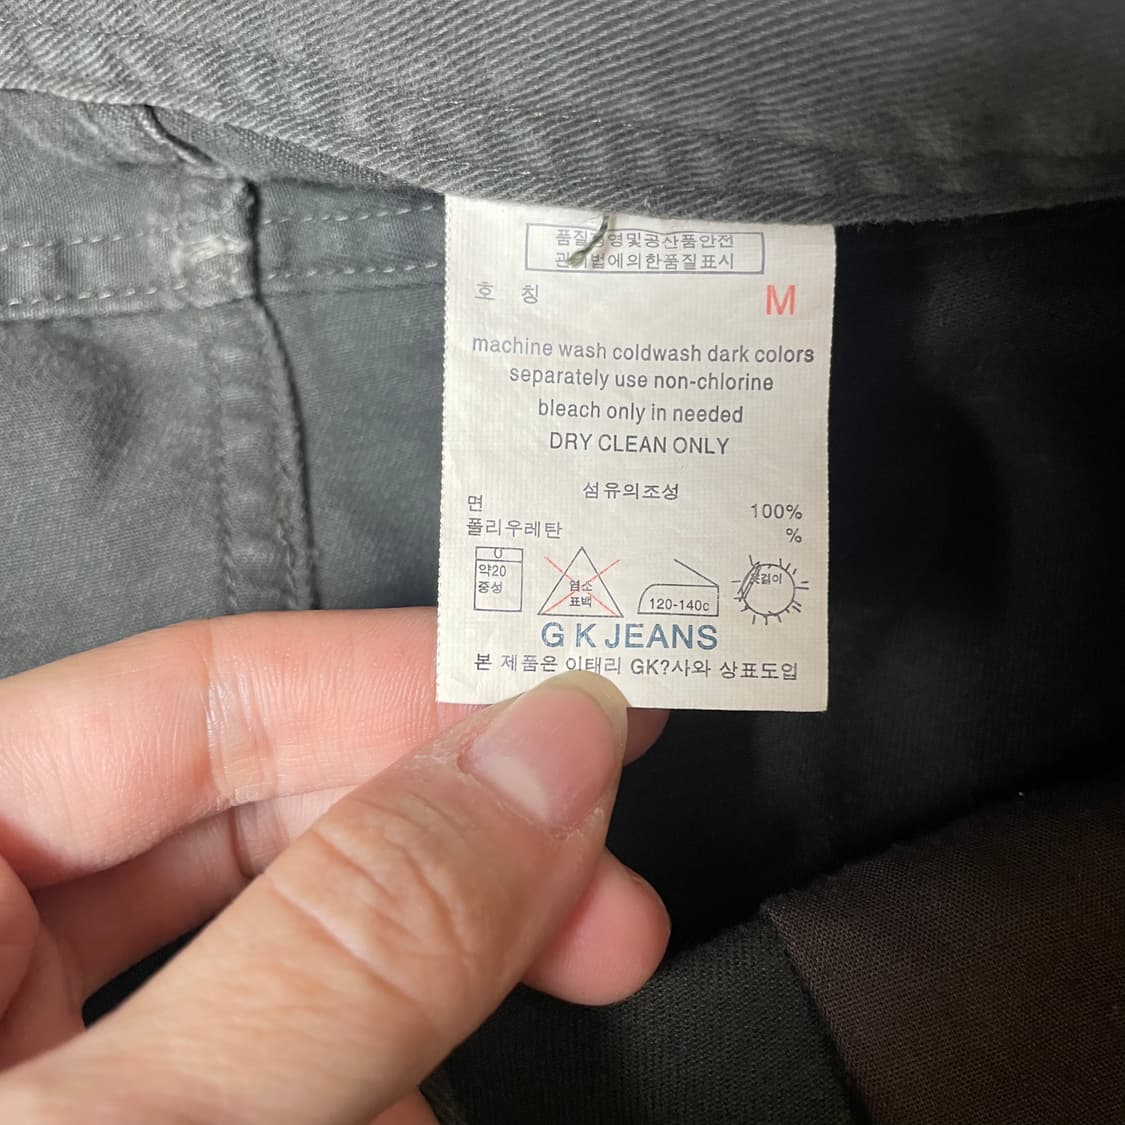 품질경영및공산품안전
관리법에의한품질표시
호 칭 M
machine wash coldwash dark colors
separately use non-chlorine
bleach only in needed
DRY CLEAN ONLY
섬유의조성
면 100%
폴리우레탄 %
약20
중성
염소
표백
120-140c
옷걸이
G K JEANS
본 제품은 이태리 GK?사와 상표도입